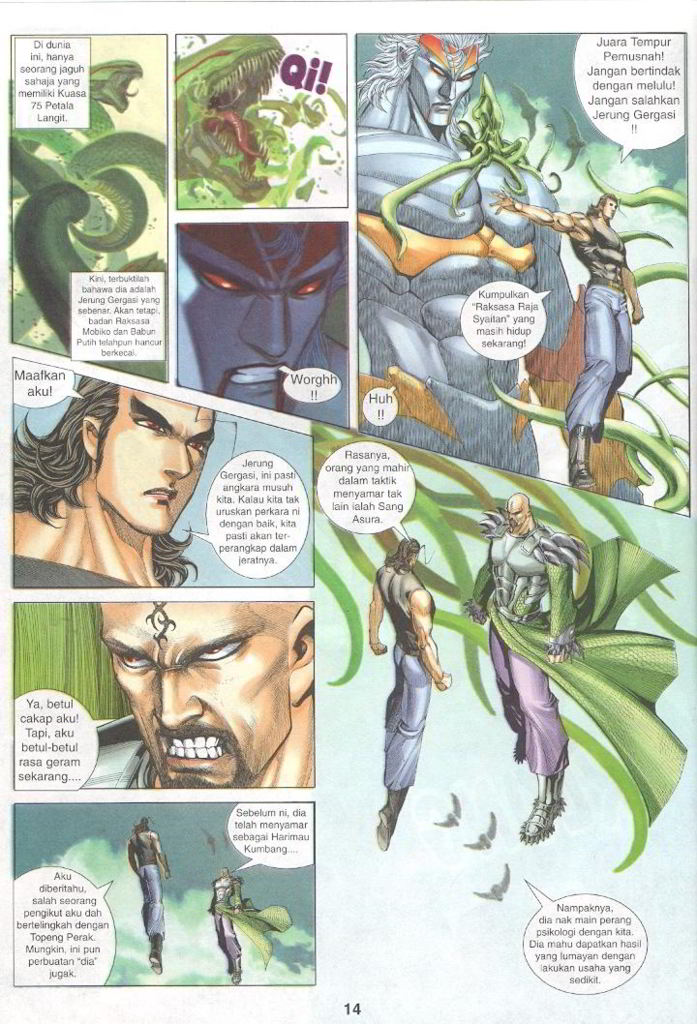 Di dunia
ini, hanya
seorang jaguh
sahaja yang
memiliki Kuasa
75 Petala
Langit.
Qi!
Kini, terbuktilah
bahawa dia adalah
Jerung Gergasi yang
sebenar. Akan tetapi,
badan Raksasa
Mobiko dan Babun
Putih telahpun hancur
berkecai.
Worghh
!!
Juara Tempur
Pemusnah!
Jangan bertindak
dengan melulu!
Jangan salahkan
Jerung Gergasi
!!
Kumpulkan
"Raksasa Raja
Syaitan" yang
masih hidup
sekarang!
Huh
!!
Maafkan
aku!
Jerung
Gergasi, ini pasti
angkara musuh
kita. Kalau kita tak
uruskan perkara ni
dengan baik, kita
pasti akan ter-
perangkap dalam
jeratnya.
Rasanya,
orang yang mahir
dalam taktik
menyamar tak
lain ialah Sang
Asura.
Ya, betul
cakap aku!
Tapi, aku
betul-betul
rasa geram
sekarang....
Sebelum ni, dia
telah menyamar
sebagai Harimau
Kumbang....
Aku
diberitahu,
salah seorang
pengikut aku dah
bertelingkah dengan
Topeng Perak.
Mungkin, ini pun
perbuatan "dia"
jugak.
Nampaknya,
dia nak main perang
psikologi dengan kita.
Dia mahu dapatkan hasil
yang lumayan dengan
lakukan usaha yang
sedikit.
14